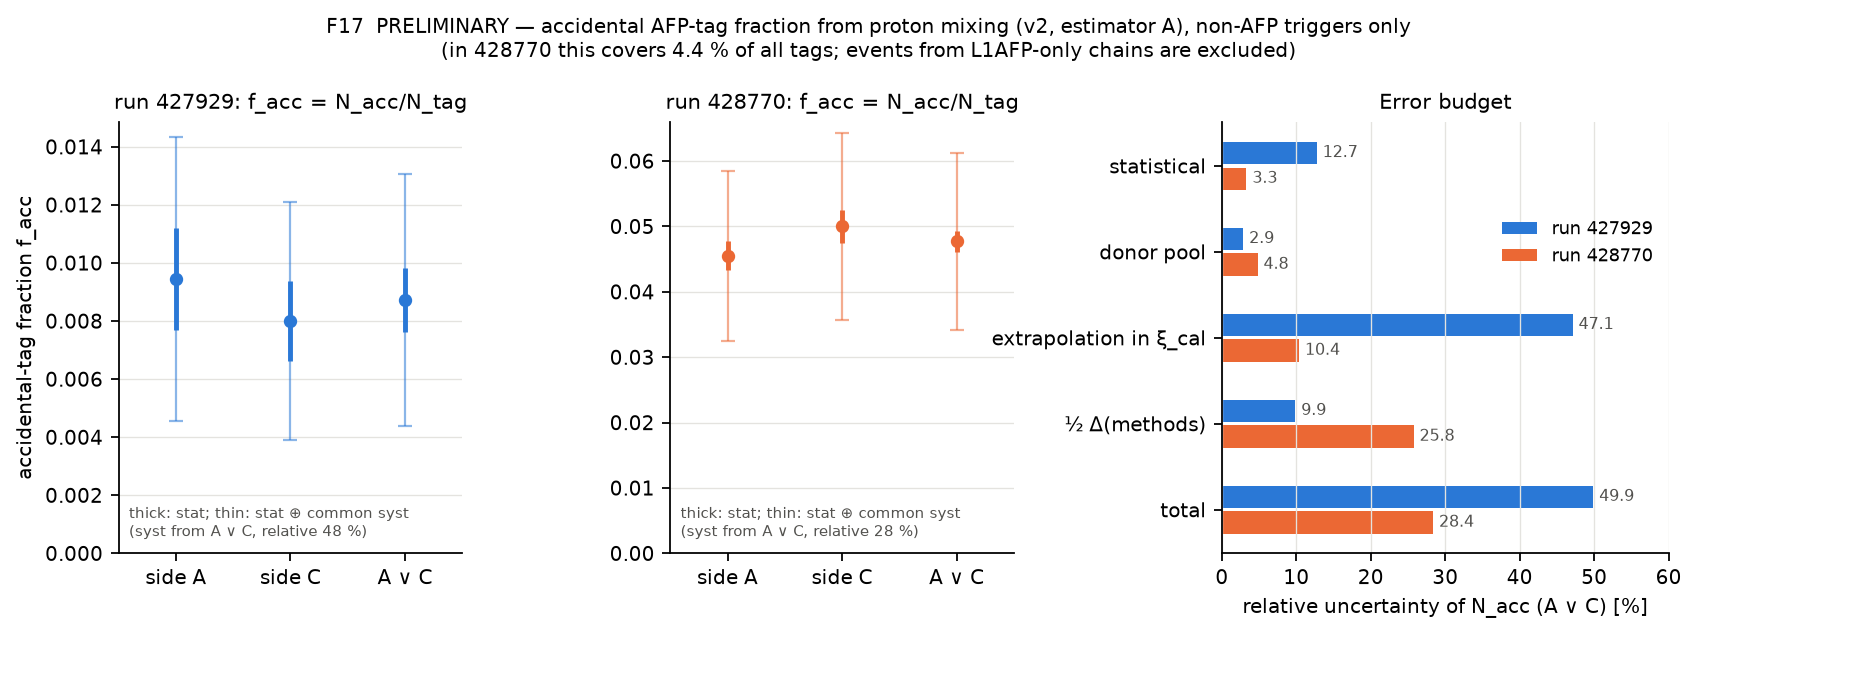 F17  PRELIMINARY — accidental AFP-tag fraction from proton mixing (v2, estimator A), non-AFP triggers only
(in 428770 this covers 4.4 % of all tags; events from L1AFP-only chains are excluded)
run 427929: f_acc = N_acc/N_tag
accidental-tag fraction f_acc
0.014
0.012
0.010
0.008
0.006
0.004
0.002
0.000
thick: stat; thin: stat ⊕ common syst
(syst from A ∨ C, relative 48 %)
side A
side C
A ∨ C
run 428770: f_acc = N_acc/N_tag
0.06
0.05
0.04
0.03
0.02
0.01
0.00
thick: stat; thin: stat ⊕ common syst
(syst from A ∨ C, relative 28 %)
side A
side C
A ∨ C
Error budget
statistical
12.7
3.3
donor pool
2.9
4.8
extrapolation in ξ_cal
47.1
10.4
½ Δ(methods)
9.9
25.8
total
49.9
28.4
run 427929
run 428770
0
10
20
30
40
50
60
relative uncertainty of N_acc (A ∨ C) [%]